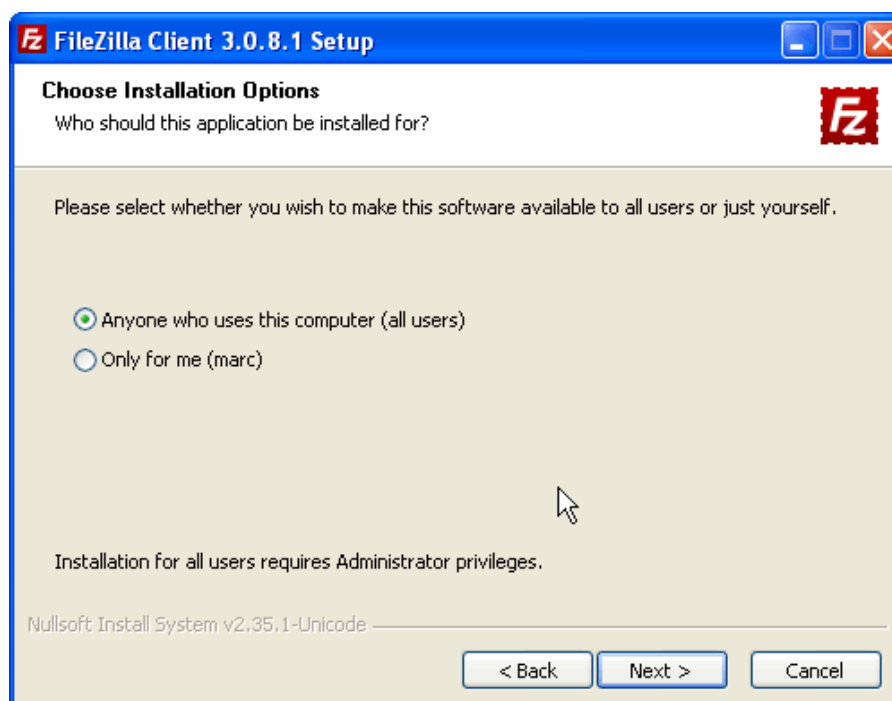 FileZilla Client 3.0.8.1 Setup
Choose Installation Options
Who should this application be installed for?
Please select whether you wish to make this software available to all users or just yourself.
Anyone who uses this computer (all users)
Only for me (marc)
Installation for all users requires Administrator privileges.
Nullsoft Install System v2.35.1-Unicode
< Back Next > Cancel